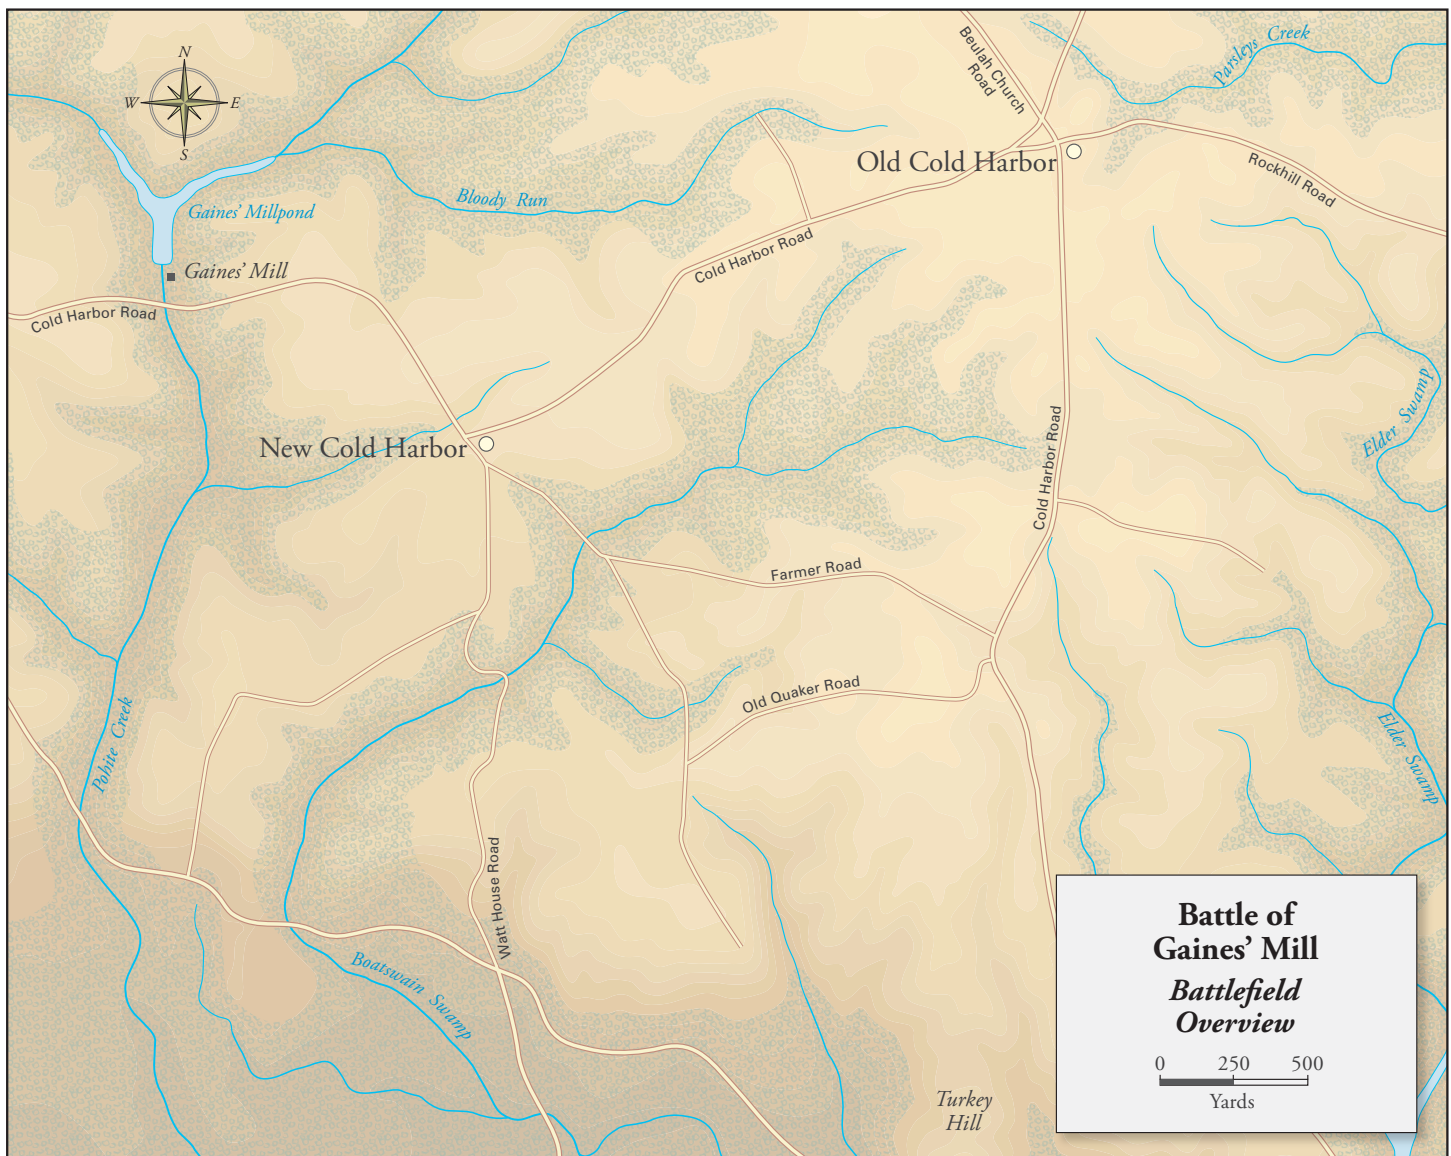 N
W
E
S
Beulah Church
Road
Parsleys Creek
Old Cold Harbor
Rockhill Road
Bloody Run
Gaines' Millpond
Gaines' Mill
Cold Harbor Road
Cold Harbor Road
Elder Swamp
New Cold Harbor
Cold Harbor Road
Farmer Road
Old Quaker Road
Pohite Creek
Elder Swamp
Watt House Road
Boatswain Swamp
Battle of
Gaines’ Mill
Battlefield
Overview
0 250 500
Yards
Turkey
Hill